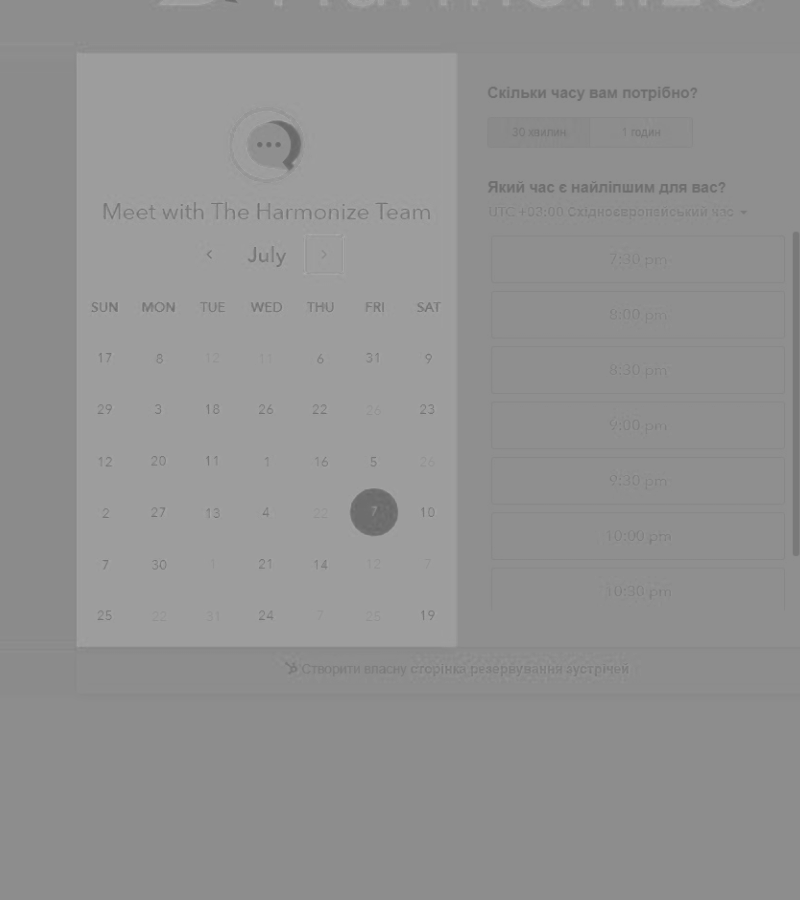 Harmonize
Meet with The Harmonize Team
July
SUN MON TUE WED THU FRI SAT
17 8 12 11 6 31 9
29 3 18 26 22 26 23
12 20 11 1 16 5 26
2 27 13 4 22 7 10
7 30 1 21 14 12 7
25 22 31 24 7 25 19
Скільки часу вам потрібно?
30 хвилин 1 годин
Який час є найліпшим для вас?
UTC +03:00 Східноєвропейський час
7:30 pm
8:00 pm
8:30 pm
9:00 pm
9:30 pm
10:00 pm
10:30 pm
Створити власну сторінка резервування зустрічей